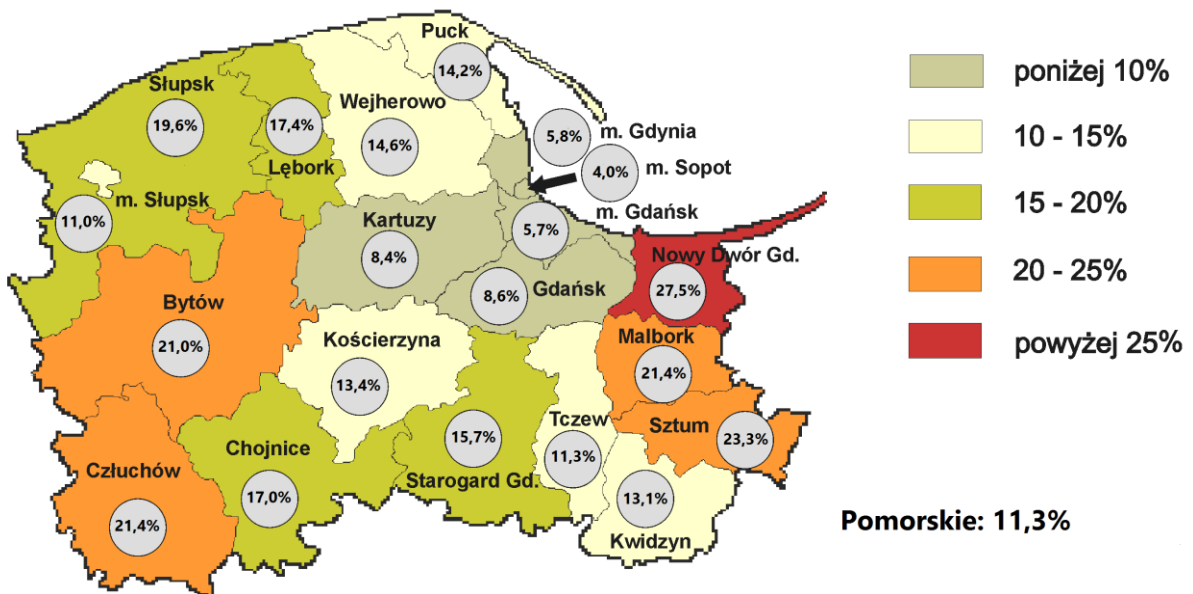 Puck
14,2%
Słupsk
19,6%
17,4%
Lębork
Wejherowo
14,6%
5,8%
m. Gdynia
4,0%
m. Sopot
m. Słupsk
11,0%
Kartuzy
8,4%
m. Gdańsk
5,7%
Nowy Dwór Gd.
27,5%
Gdańsk
8,6%
Bytów
21,0%
Kościerzyna
13,4%
Malbork
21,4%
Sztum
23,3%
Tczew
11,3%
15,7%
Starogard Gd.
Chojnice
17,0%
Człuchów
21,4%
13,1%
Kwidzyn
poniżej 10%
10 - 15%
15 - 20%
20 - 25%
powyżej 25%
Pomorskie: 11,3%